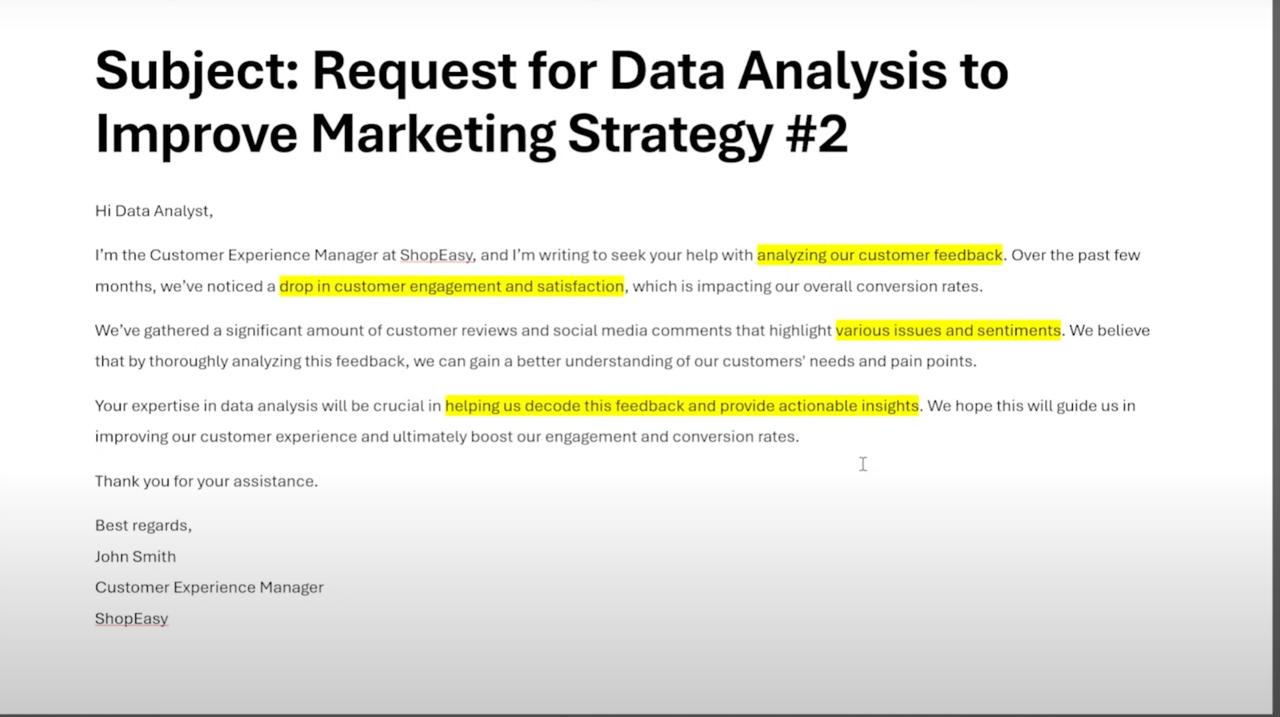 Subject: Request for Data Analysis to
Improve Marketing Strategy #2
Hi Data Analyst,
I'm the Customer Experience Manager at ShopEasy, and I'm writing to seek your help with analyzing our customer feedback. Over the past few
months, we've noticed a drop in customer engagement and satisfaction, which is impacting our overall conversion rates.
We've gathered a significant amount of customer reviews and social media comments that highlight various issues and sentiments. We believe
that by thoroughly analyzing this feedback, we can gain a better understanding of our customers' needs and pain points.
Your expertise in data analysis will be crucial in helping us decode this feedback and provide actionable insights. We hope this will guide us in
improving our customer experience and ultimately boost our engagement and conversion rates.
Thank you for your assistance.
Best regards,
John Smith
Customer Experience Manager
ShopEasy